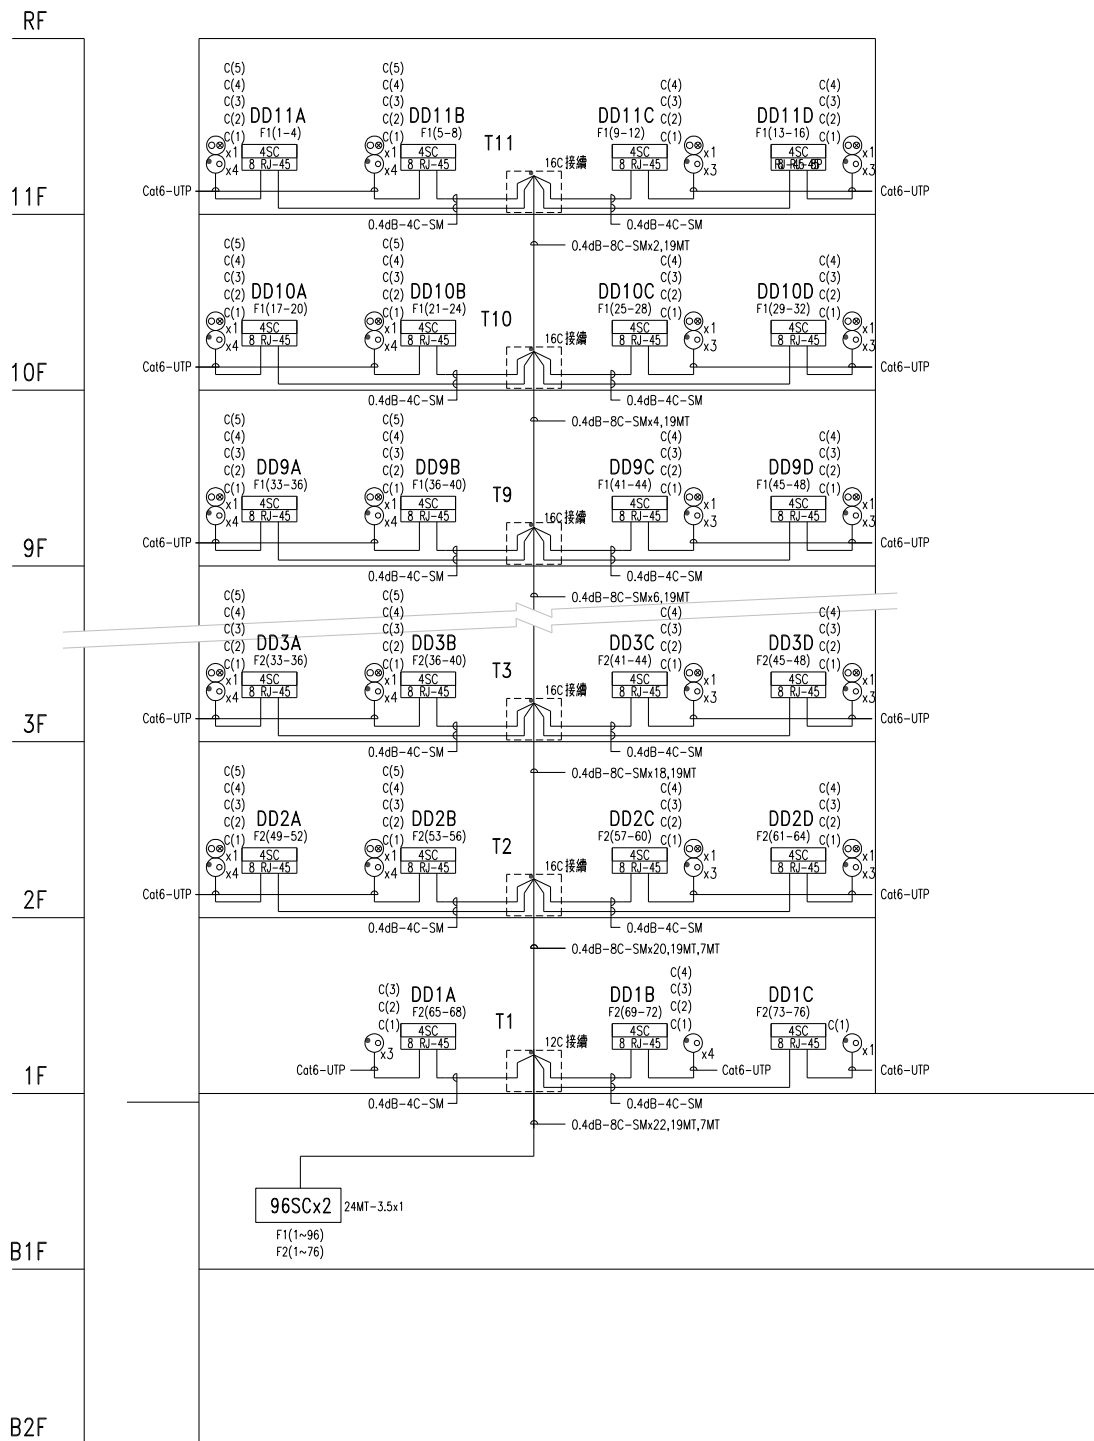 RF
C(5)
C(4)
C(3)
C(2)
C(1)
DD11A
F1(1-4)
4SC
8 RJ-45
x1
x4
C(5)
C(4)
C(3)
C(2)
C(1)
DD11B
F1(5-8)
4SC
8 RJ-45
x1
x4
T11
16C 接續
DD11C
F1(9-12)
4SC
8 RJ-45
C(4)
C(3)
C(2)
C(1)
x1
x3
DD11D
F1(13-16)
4SC
C(4)
C(3)
C(2)
C(1)
x1
x3
Cat6-UTP
Cat6-UTP
11F
0.4dB-4C-SM
0.4dB-4C-SM
0.4dB-8C-SMx2,19MT
C(5)
C(4)
C(3)
C(2)
C(1)
DD10A
F1(17-20)
4SC
8 RJ-45
x1
x4
C(5)
C(4)
C(3)
C(2)
C(1)
DD10B
F1(21-24)
4SC
8 RJ-45
x1
x4
T10
16C 接續
DD10C
F1(25-28)
4SC
8 RJ-45
C(4)
C(3)
C(2)
C(1)
x1
x3
DD10D
F1(29-32)
4SC
8 RJ-45
C(4)
C(3)
C(2)
C(1)
x1
x3
Cat6-UTP
Cat6-UTP
10F
0.4dB-4C-SM
0.4dB-4C-SM
0.4dB-8C-SMx4,19MT
C(5)
C(4)
C(3)
C(2)
C(1)
DD9A
F1(33-36)
4SC
8 RJ-45
x1
x4
C(5)
C(4)
C(3)
C(2)
C(1)
DD9B
F1(36-40)
4SC
8 RJ-45
x1
x4
T9
16C 接續
DD9C
F1(41-44)
4SC
8 RJ-45
C(4)
C(3)
C(2)
C(1)
x1
x3
DD9D
F1(45-48)
4SC
8 RJ-45
C(4)
C(3)
C(2)
C(1)
x1
x3
Cat6-UTP
Cat6-UTP
9F
0.4dB-4C-SM
0.4dB-4C-SM
0.4dB-8C-SMx6,19MT
C(5)
C(4)
C(3)
C(2)
C(1)
DD3A
F2(33-36)
4SC
8 RJ-45
x1
x4
C(5)
C(4)
C(3)
C(2)
C(1)
DD3B
F2(36-40)
4SC
8 RJ-45
x1
x4
T3
16C 接續
DD3C
F2(41-44)
4SC
8 RJ-45
C(4)
C(3)
C(2)
C(1)
x1
x3
DD3D
F2(45-48)
4SC
8 RJ-45
C(4)
C(3)
C(2)
C(1)
x1
x3
Cat6-UTP
Cat6-UTP
3F
0.4dB-4C-SM
0.4dB-4C-SM
0.4dB-8C-SMx18,19MT
C(5)
C(4)
C(3)
C(2)
C(1)
DD2A
F2(49-52)
4SC
8 RJ-45
x1
x4
C(5)
C(4)
C(3)
C(2)
C(1)
DD2B
F2(53-56)
4SC
8 RJ-45
x1
x4
T2
16C 接續
DD2C
F2(57-60)
4SC
8 RJ-45
C(4)
C(3)
C(2)
C(1)
x1
x3
DD2D
F2(61-64)
4SC
8 RJ-45
C(4)
C(3)
C(2)
C(1)
x1
x3
Cat6-UTP
Cat6-UTP
2F
0.4dB-4C-SM
0.4dB-4C-SM
0.4dB-8C-SMx20,19MT,7MT
C(3)
C(2)
C(1)
DD1A
F2(65-68)
4SC
8 RJ-45
x3
T1
12C 接續
DD1B
F2(69-72)
4SC
8 RJ-45
C(4)
C(3)
C(2)
C(1)
x4
DD1C
F2(73-76)
4SC
8 RJ-45
C(1)
x1
Cat6-UTP
Cat6-UTP
Cat6-UTP
1F
0.4dB-4C-SM
0.4dB-4C-SM
0.4dB-8C-SMx22,19MT,7MT
96SCx2
24MT-3.5x1
F1(1~96)
F2(1~76)
B1F
B2F